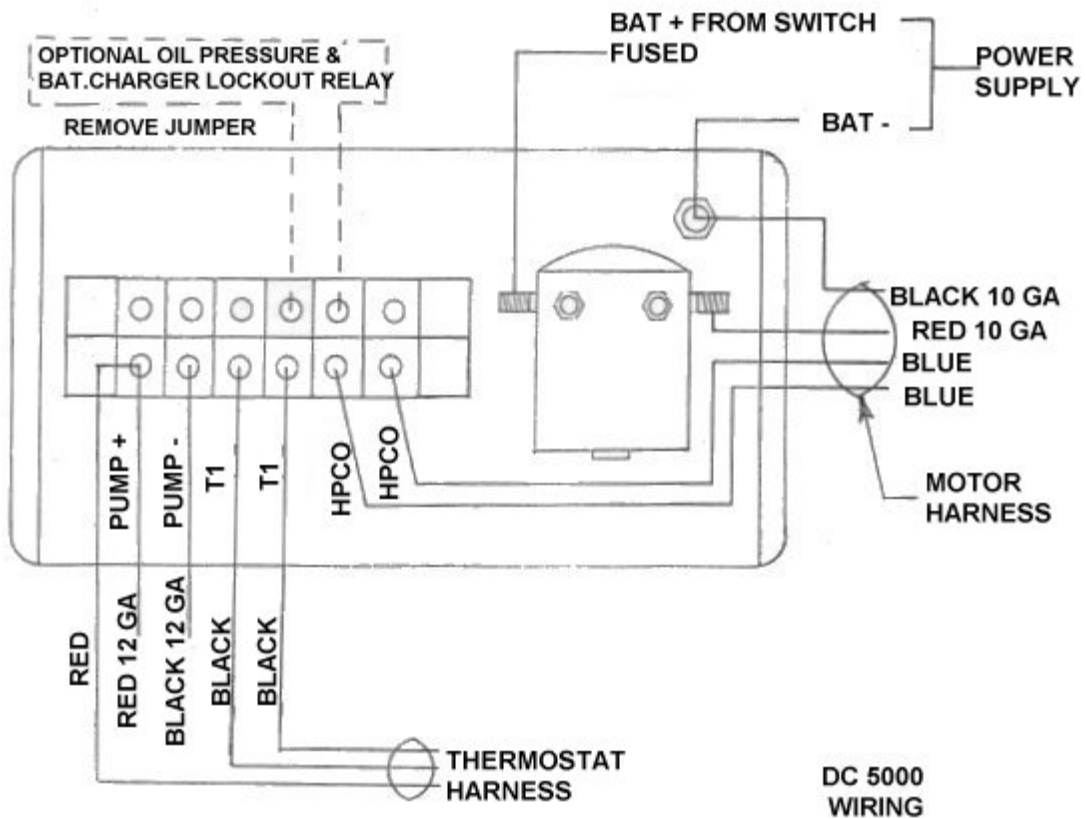 BAT + FROM SWITCH
FUSED
POWER
SUPPLY
OPTIONAL OIL PRESSURE &
BAT.CHARGER LOCKOUT RELAY
REMOVE JUMPER
BAT -
BLACK 10 GA
RED 10 GA
BLUE
BLUE
PUMP +
PUMP -
T1
T1
HPCO
HPCO
MOTOR
HARNESS
RED
RED 12 GA
BLACK 12 GA
BLACK
BLACK
THERMOSTAT
HARNESS
DC 5000
WIRING